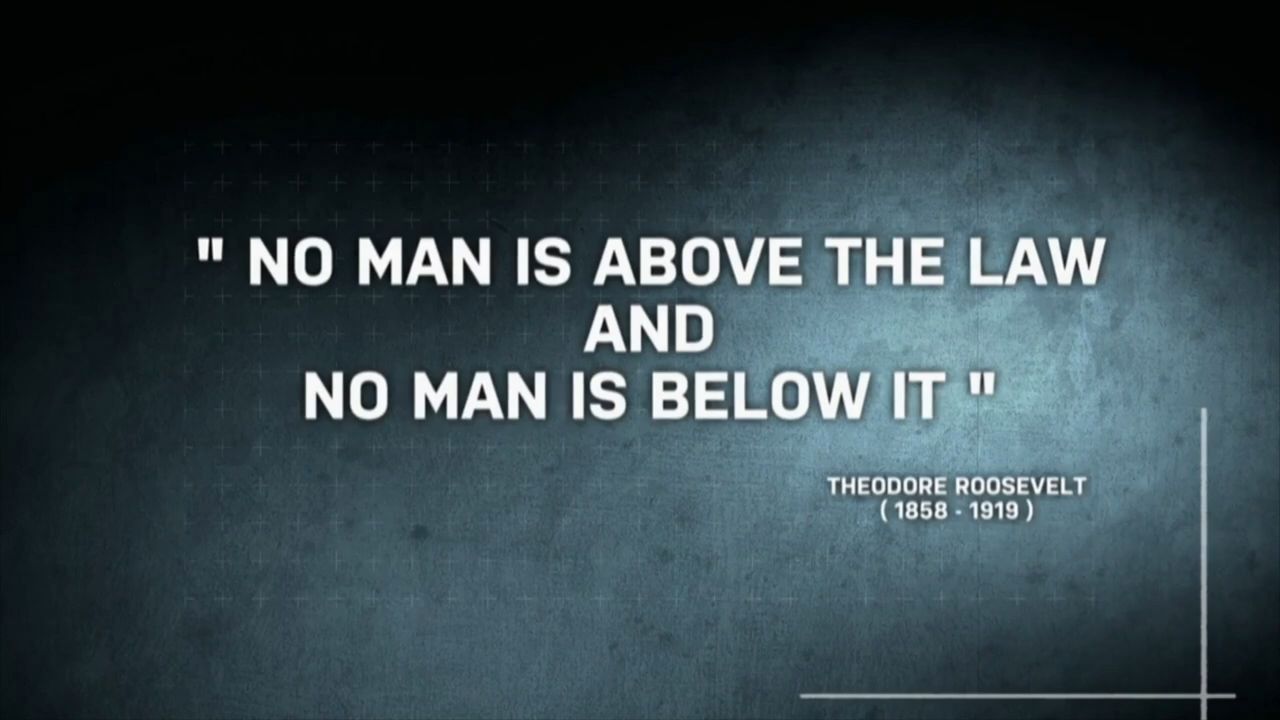 " NO MAN IS ABOVE THE LAW
AND
NO MAN IS BELOW IT "
THEODORE ROOSEVELT
( 1858 - 1919 )